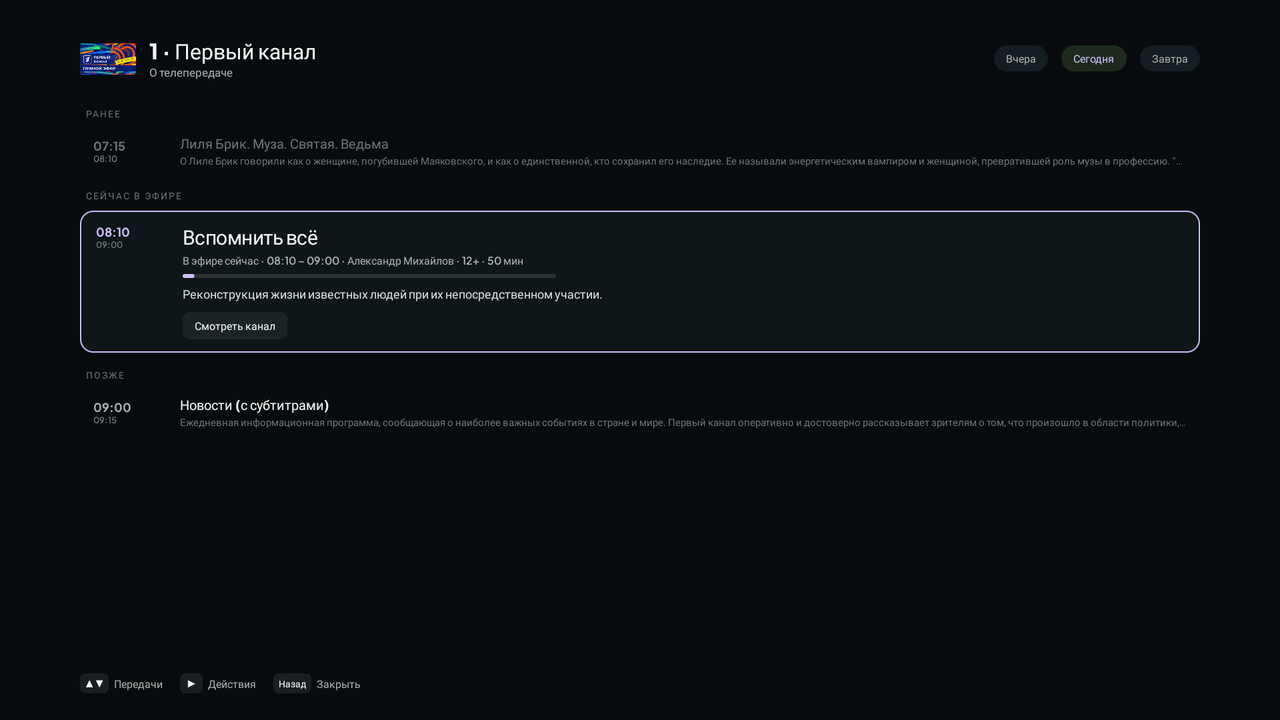 1 · Первый канал
О телепередаче
Вчера
Сегодня
Завтра
ПЕРВЫЙ
КАНАЛ
ПРЯМОЙ ЭФИР
РАНЕЕ
07:15
08:10
Лиля Брик. Муза. Святая. Ведьма
О Лиле Брик говорили как о женщине, погубившей Маяковского, и как о единственной, кто сохранил его наследие. Ее называли энергетическим вампиром и женщиной, превратившей роль музы в профессию. "…
СЕЙЧАС В ЭФИРЕ
08:10
09:00
Вспомнить всё
В эфире сейчас · 08:10 – 09:00 · Александр Михайлов · 12+ · 50 мин
Реконструкция жизни известных людей при их непосредственном участии.
Смотреть канал
ПОЗЖЕ
09:00
09:15
Новости (с субтитрами)
Ежедневная информационная программа, сообщающая о наиболее важных событиях в стране и мире. Первый канал оперативно и достоверно рассказывает зрителям о том, что произошло в области политики,…
▲▼ Передачи
▶ Действия
Назад Закрыть